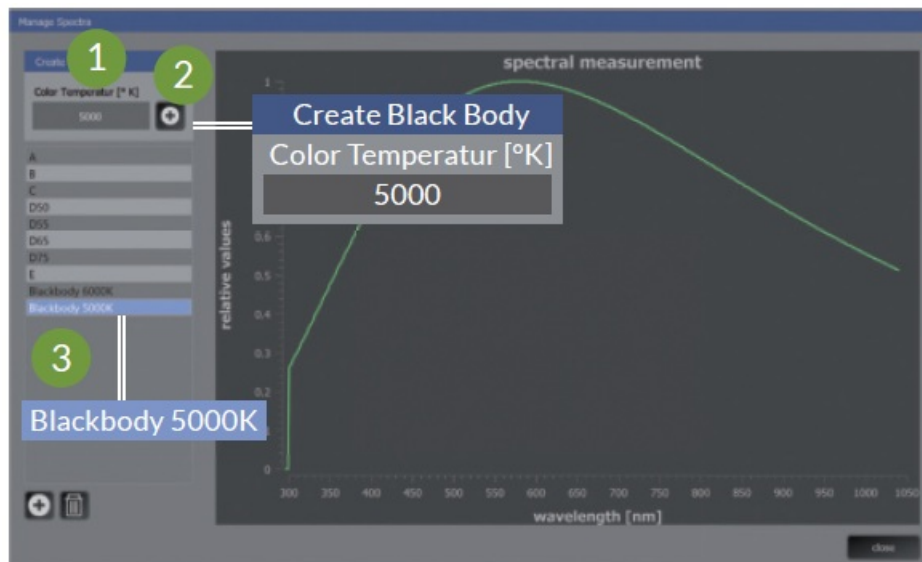 Manage Spectra
Create
1
2
Color Temperatur [° K]
5000
Create Black Body
Color Temperatur [°K]
5000
A
B
C
D50
D55
D65
D75
E
Blackbody 6000K
Blackbody 5000K
3
Blackbody 5000K
spectral measurement
relative values
1
0.6
0.5
0.4
0.3
0.2
0.1
0
300 350 400 450 500 550 600 650 700 750 800 850 900 950 1000 1050
wavelength [nm]
close